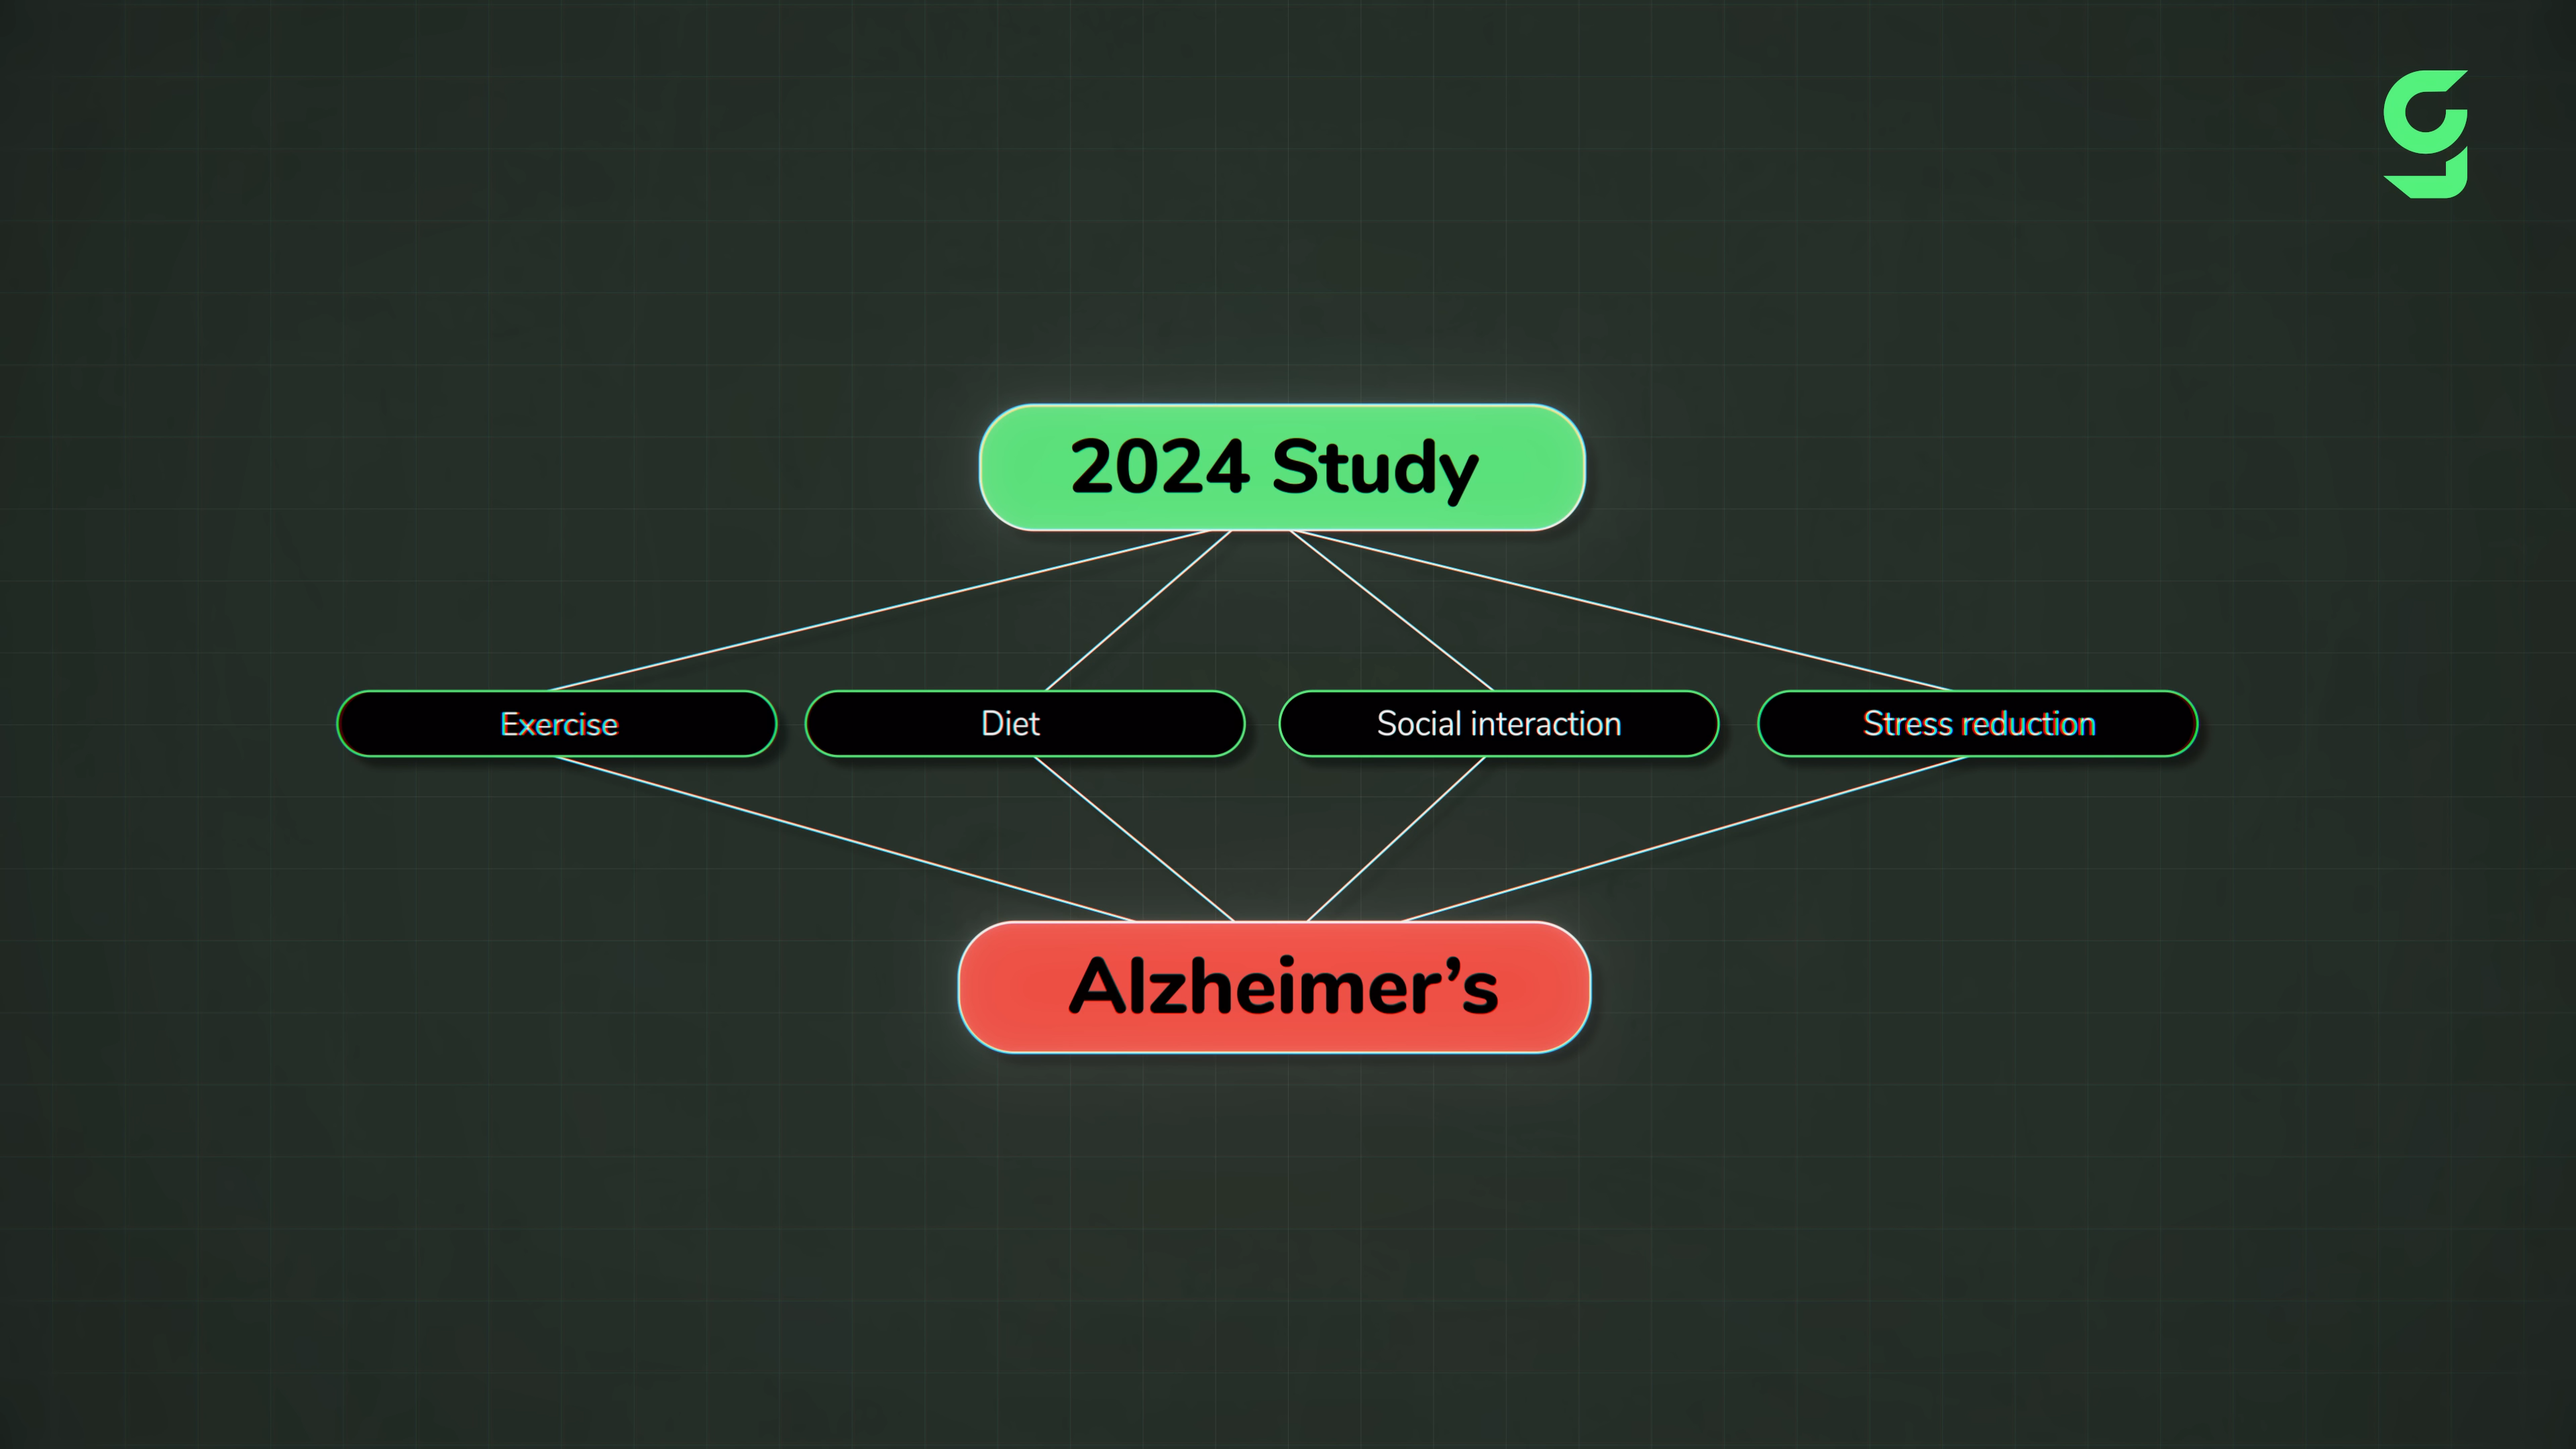 2024 Study
Exercise
Diet
Social interaction
Stress reduction
Alzheimer’s